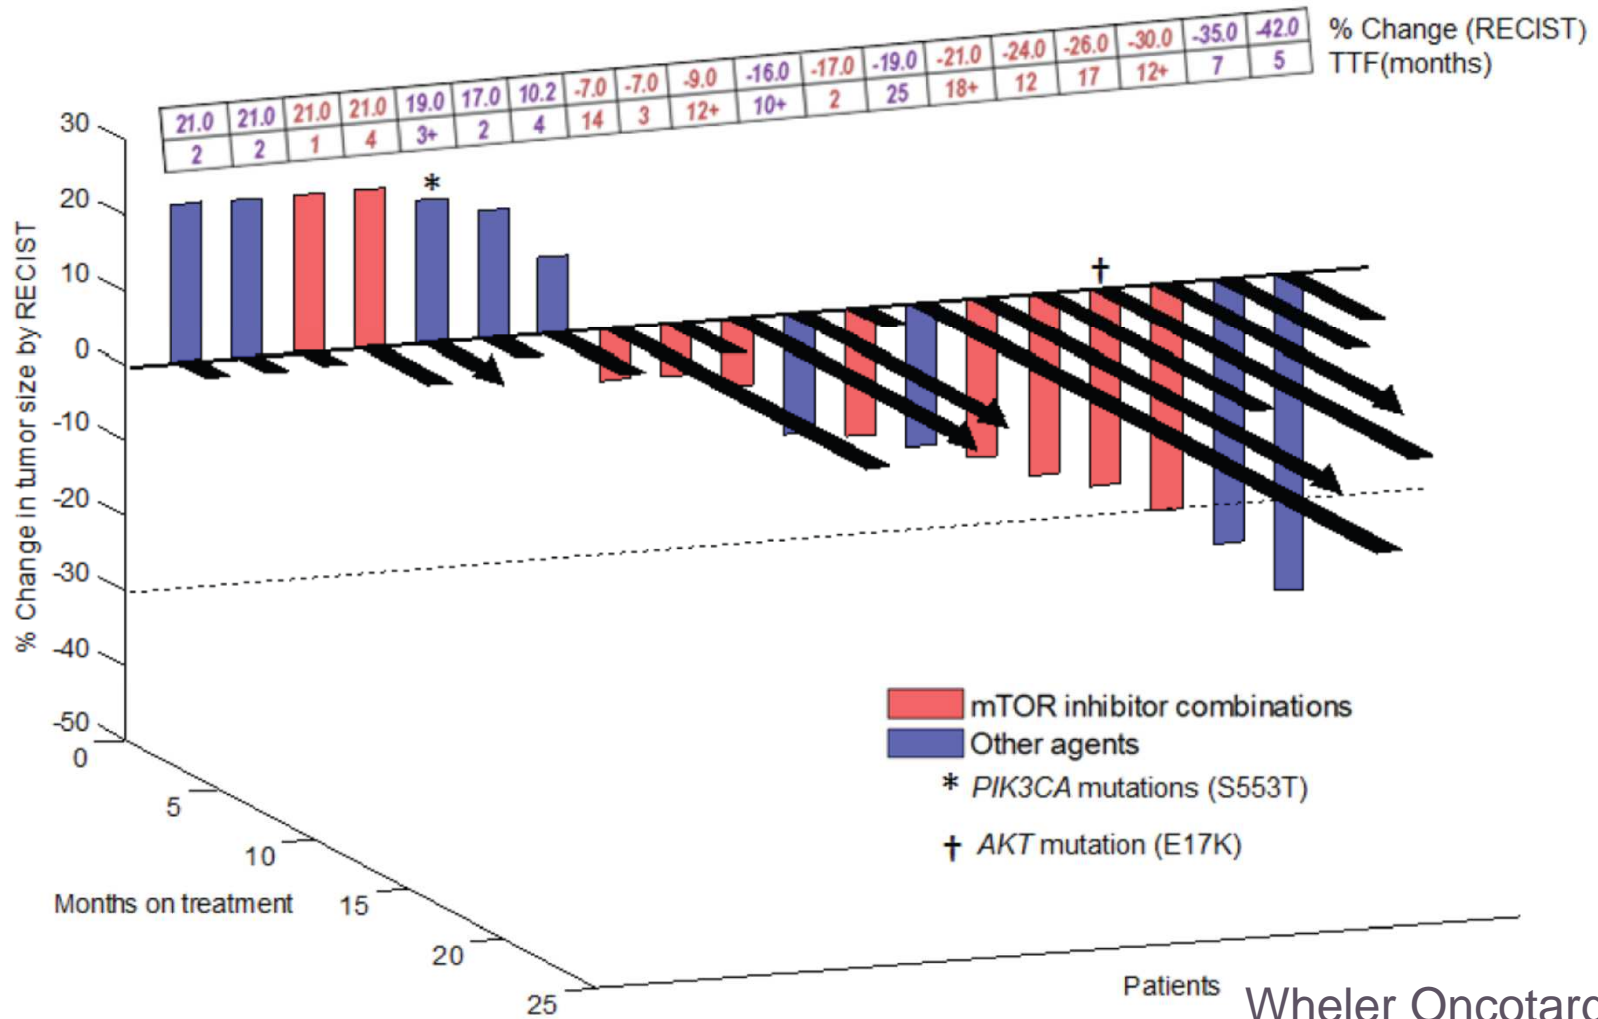 21.0 21.0 21.0 21.0 19.0 17.0 10.2 -7.0 -7.0 -9.0 -16.0 -17.0 -19.0 -21.0 -24.0 -26.0 -30.0 -35.0 -42.0 % Change (RECIST)
2 2 1 4 3+ 2 4 14 3 12+ 10+ 2 25 18+ 12 17 12+ 7 5 TTF(months)
% Change in tumor size by RECIST
30
20
10
0
-10
-20
-30
-40
-50
*
†
mTOR inhibitor combinations
Other agents
* PIK3CA mutations (S553T)
† AKT mutation (E17K)
0
5
10
15
20
25
Months on treatment
Patients
Wheler Oncotarg